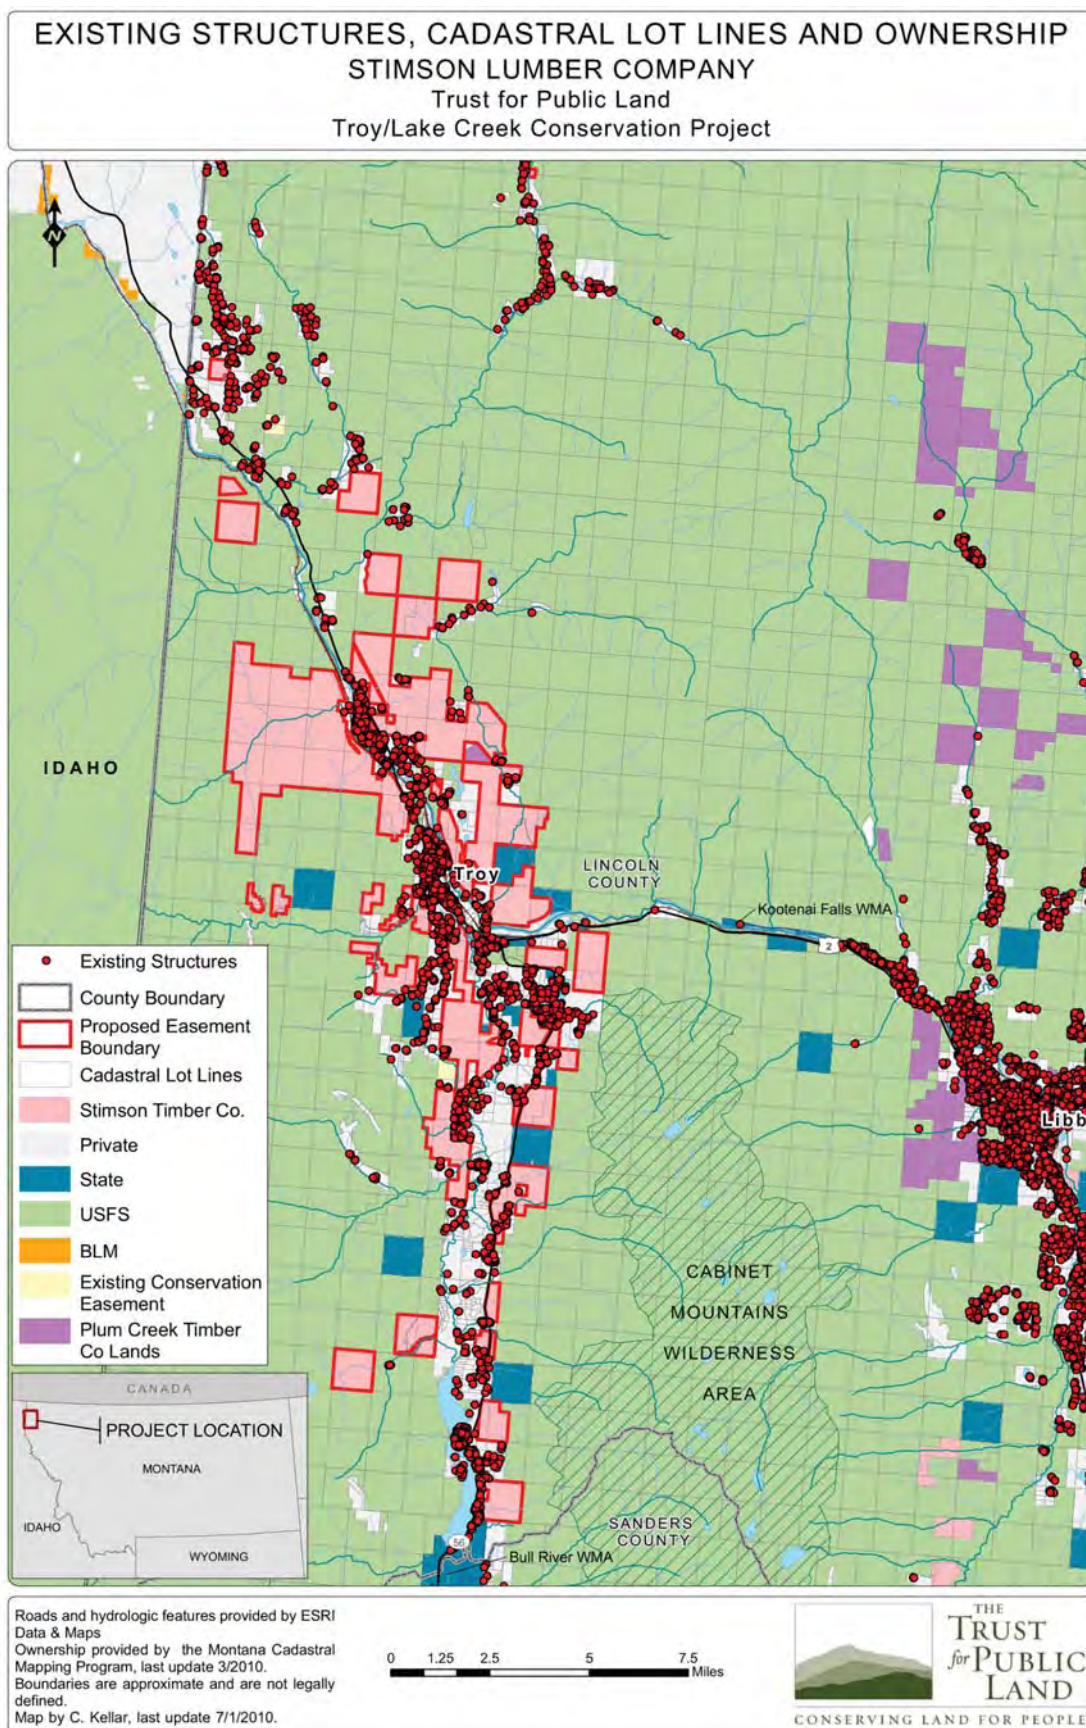 EXISTING STRUCTURES, CADASTRAL LOT LINES AND OWNERSHIP
STIMSON LUMBER COMPANY
Trust for Public Land
Troy/Lake Creek Conservation Project
N
IDAHO
Troy
LINCOLN
COUNTY
Kootenai Falls WMA
2
Libb
CABINET
MOUNTAINS
WILDERNESS
AREA
SANDERS
COUNTY
56
Bull River WMA
Existing Structures
County Boundary
Proposed Easement
Boundary
Cadastral Lot Lines
Stimson Timber Co.
Private
State
USFS
BLM
Existing Conservation
Easement
Plum Creek Timber
Co Lands
CANADA
PROJECT LOCATION
MONTANA
IDAHO
WYOMING
Roads and hydrologic features provided by ESRI
Data & Maps
Ownership provided by the Montana Cadastral
Mapping Program, last update 3/2010.
Boundaries are approximate and are not legally
defined.
Map by C. Kellar, last update 7/1/2010.
0 1.25 2.5 5 7.5
Miles
THE
TRUST
for PUBLIC
LAND
CONSERVING LAND FOR PEOPLE